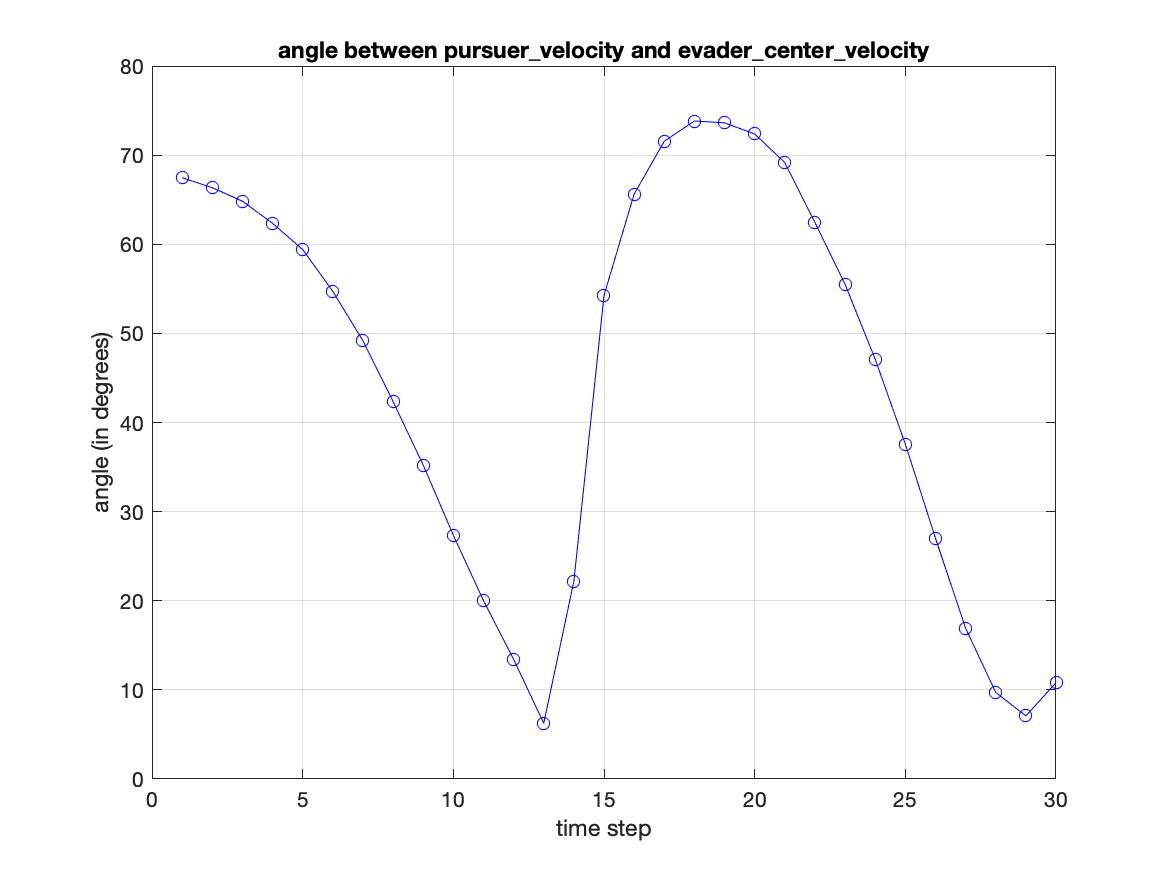 angle between pursuer_velocity and evader_center_velocity
80
70
60
50
40
30
20
10
0
angle (in degrees)
0 5 10 15 20 25 30
time step